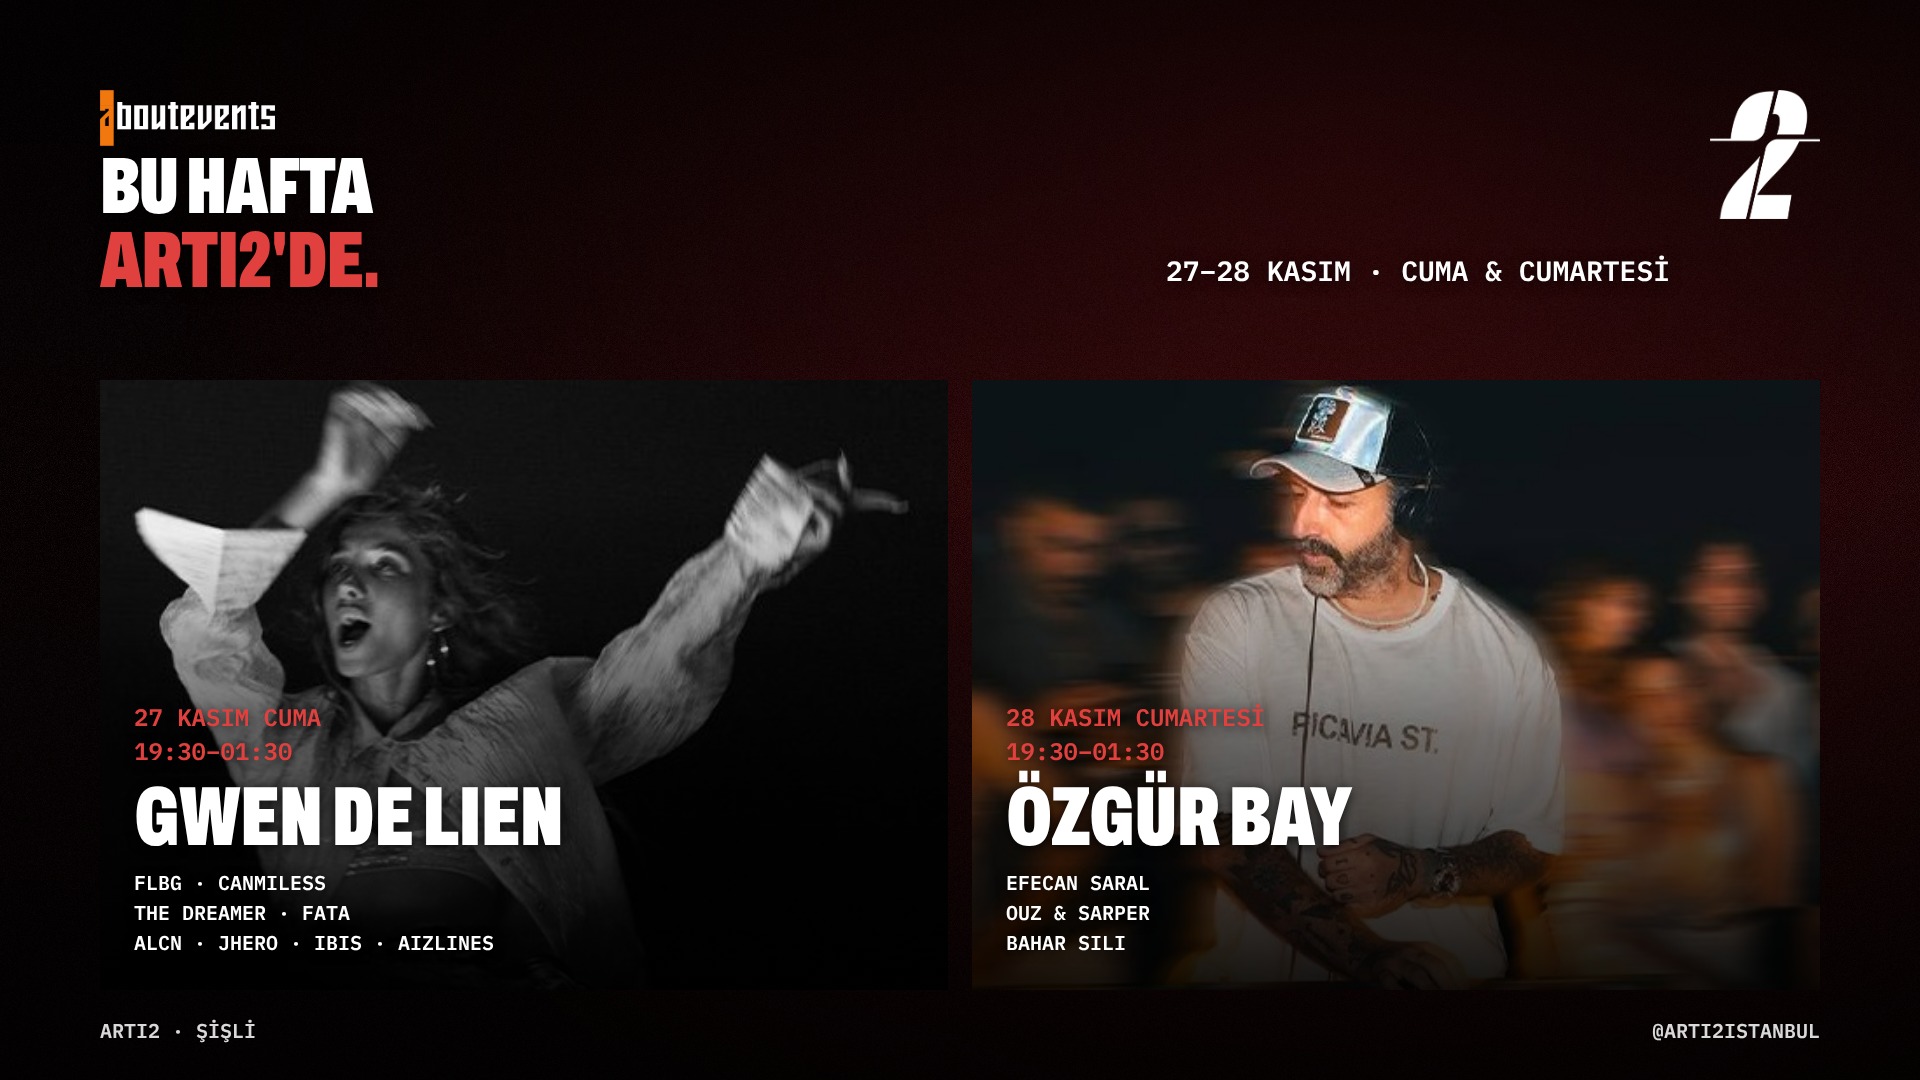 aboutevents
BU HAFTA
ARTI2'DE.
2
27–28 KASIM · CUMA & CUMARTESİ
27 KASIM CUMA
19:30–01:30
GWEN DE LIEN
FLBG · CANMILESS
THE DREAMER · FATA
ALCN · JHERO · IBIS · AIZLINES
28 KASIM CUMARTESİ
19:30–01:30
ÖZGÜR BAY
EFECAN SARAL
OUZ & SARPER
BAHAR SILI
ARTI2 · ŞİŞLİ
@ARTI2ISTANBUL